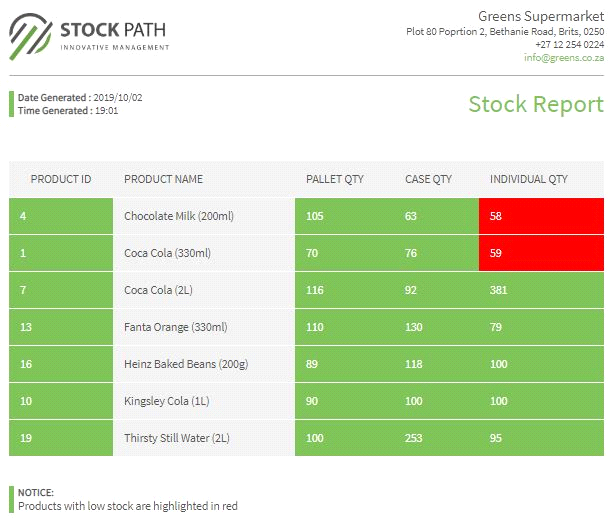 STOCK PATH
INNOVATIVE MANAGEMENT
Greens Supermarket
Plot 80 Poprtion 2, Bethanie Road, Brits, 0250
+27 12 254 0224
info@greens.co.za
Date Generated : 2019/10/02
Time Generated : 19:01
Stock Report
PRODUCT ID PRODUCT NAME PALLET QTY CASE QTY INDIVIDUAL QTY
4 Chocolate Milk (200ml) 105 63 58
1 Coca Cola (330ml) 70 76 59
7 Coca Cola (2L) 116 92 381
13 Fanta Orange (330ml) 110 130 79
16 Heinz Baked Beans (200g) 89 118 100
10 Kingsley Cola (1L) 90 100 100
19 Thirsty Still Water (2L) 100 253 95
NOTICE:
Products with low stock are highlighted in red